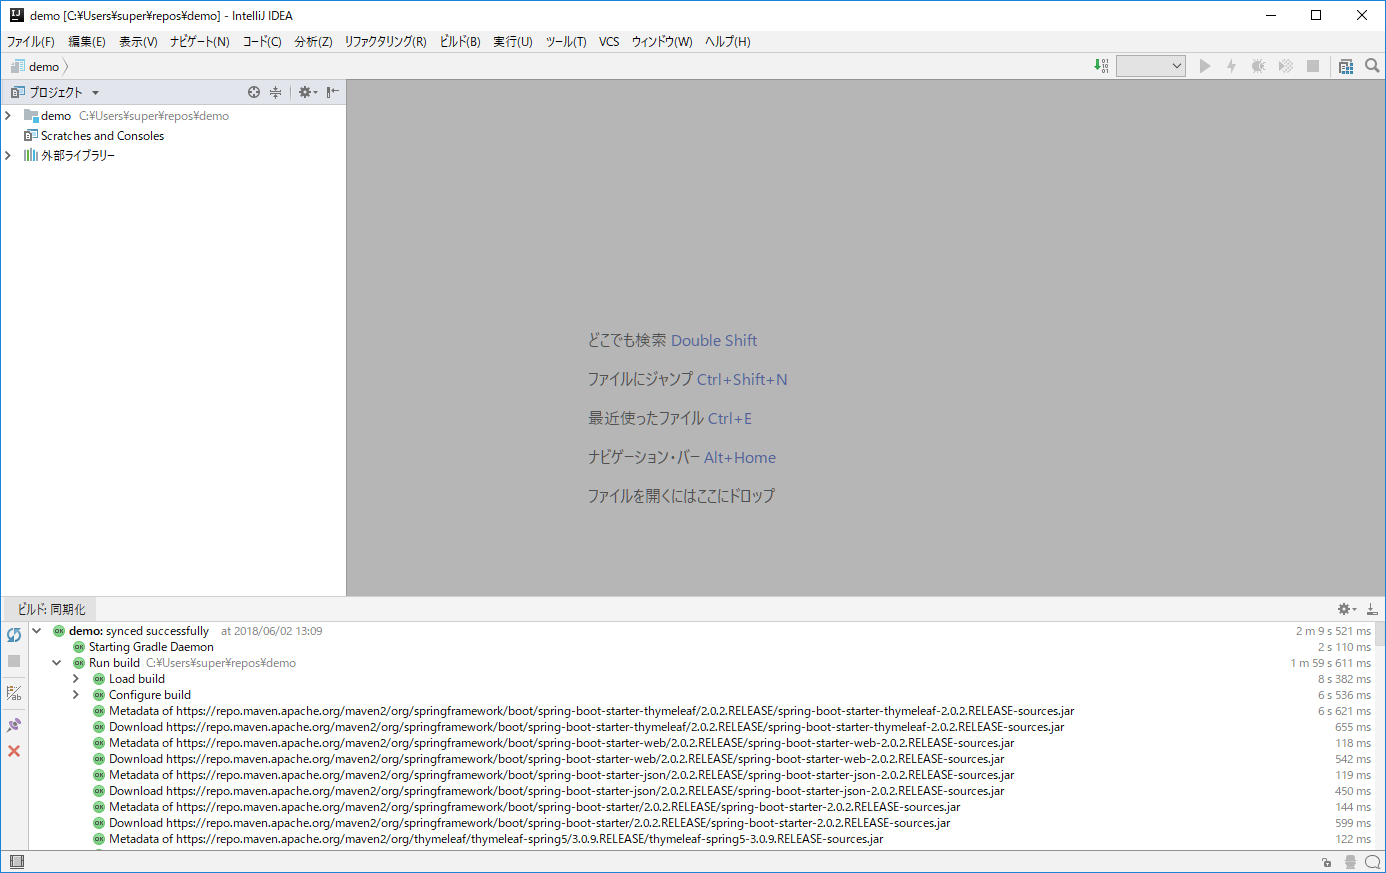 demo [C:¥Users¥super¥repos¥demo] - IntelliJ IDEA
ファイル(F) 編集(E) 表示(V) ナビゲート(N) コード(C) 分析(Z) リファクタリング(R) ビルド(B) 実行(U) ツール(T) VCS ウィンドウ(W) ヘルプ(H)
demo
プロジェクト
demo C:¥Users¥super¥repos¥demo
Scratches and Consoles
外部ライブラリー
どこでも検索 Double Shift
ファイルにジャンプ Ctrl+Shift+N
最近使ったファイル Ctrl+E
ナビゲーション・バー Alt+Home
ファイルを開くにはここにドロップ
ビルド: 同期化
demo: synced successfully at 2018/06/02 13:09 2 m 9 s 521 ms
Starting Gradle Daemon 2 s 110 ms
Run build C:¥Users¥super¥repos¥demo 1 m 59 s 611 ms
Load build 8 s 382 ms
Configure build 6 s 536 ms
Metadata of https://repo.maven.apache.org/maven2/org/springframework/boot/spring-boot-starter-thymeleaf/2.0.2.RELEASE/spring-boot-starter-thymeleaf-2.0.2.RELEASE-sources.jar 6 s 621 ms
Download https://repo.maven.apache.org/maven2/org/springframework/boot/spring-boot-starter-thymeleaf/2.0.2.RELEASE/spring-boot-starter-thymeleaf-2.0.2.RELEASE-sources.jar 655 ms
Metadata of https://repo.maven.apache.org/maven2/org/springframework/boot/spring-boot-starter-web/2.0.2.RELEASE/spring-boot-starter-web-2.0.2.RELEASE-sources.jar 118 ms
Download https://repo.maven.apache.org/maven2/org/springframework/boot/spring-boot-starter-web/2.0.2.RELEASE/spring-boot-starter-web-2.0.2.RELEASE-sources.jar 542 ms
Metadata of https://repo.maven.apache.org/maven2/org/springframework/boot/spring-boot-starter-json/2.0.2.RELEASE/spring-boot-starter-json-2.0.2.RELEASE-sources.jar 119 ms
Download https://repo.maven.apache.org/maven2/org/springframework/boot/spring-boot-starter-json/2.0.2.RELEASE/spring-boot-starter-json-2.0.2.RELEASE-sources.jar 450 ms
Metadata of https://repo.maven.apache.org/maven2/org/springframework/boot/spring-boot-starter/2.0.2.RELEASE/spring-boot-starter-2.0.2.RELEASE-sources.jar 144 ms
Download https://repo.maven.apache.org/maven2/org/springframework/boot/spring-boot-starter/2.0.2.RELEASE/spring-boot-starter-2.0.2.RELEASE-sources.jar 599 ms
Metadata of https://repo.maven.apache.org/maven2/org/thymeleaf/thymeleaf-spring5/3.0.9.RELEASE/thymeleaf-spring5-3.0.9.RELEASE-sources.jar 122 ms